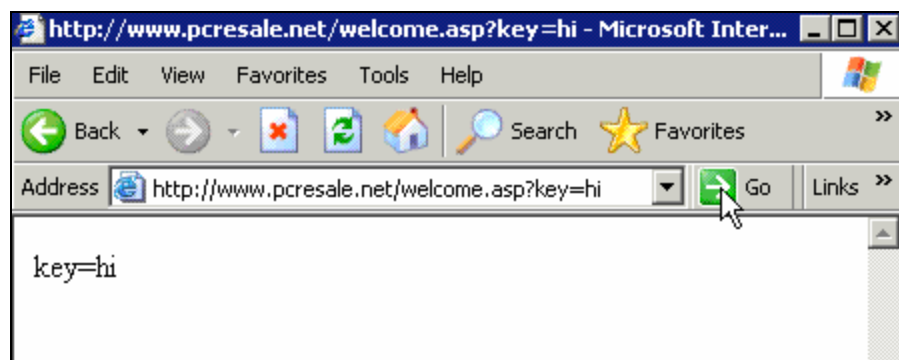 http://www.pcresale.net/welcome.asp?key=hi - Microsoft Inter...
File Edit View Favorites Tools Help
Back Search Favorites »
Address http://www.pcresale.net/welcome.asp?key=hi Go Links »
key=hi